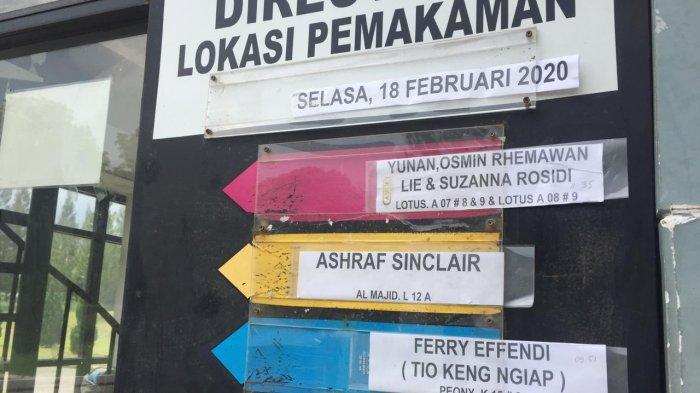 LOKASI PEMAKAMAN
SELASA, 18 FEBRUARI 2020
YUNAN,OSMIN RHEMAWAN
LIE & SUZANNA ROSIDI
LOTUS. A 07 # 8 & 9 & LOTUS A 08 # 9
ASHRAF SINCLAIR
AL MAJID. L 12 A
FERRY EFFENDI
( TIO KENG NGIAP )